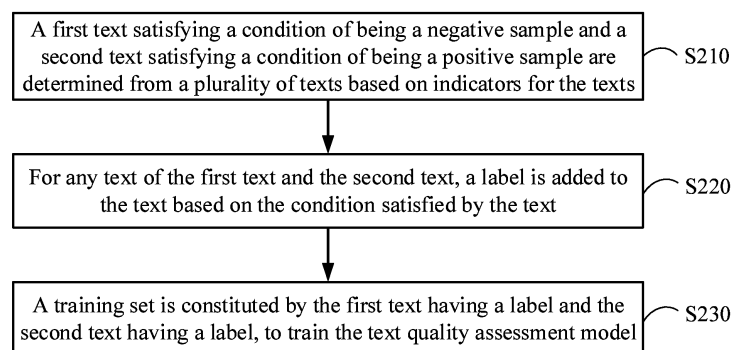 A first text satisfying a condition of being a negative sample and a
second text satisfying a condition of being a positive sample are
determined from a plurality of texts based on indicators for the texts
S210
For any text of the first text and the second text, a label is added to
the text based on the condition satisfied by the text
S220
A training set is constituted by the first text having a label and the
second text having a label, to train the text quality assessment model
S230